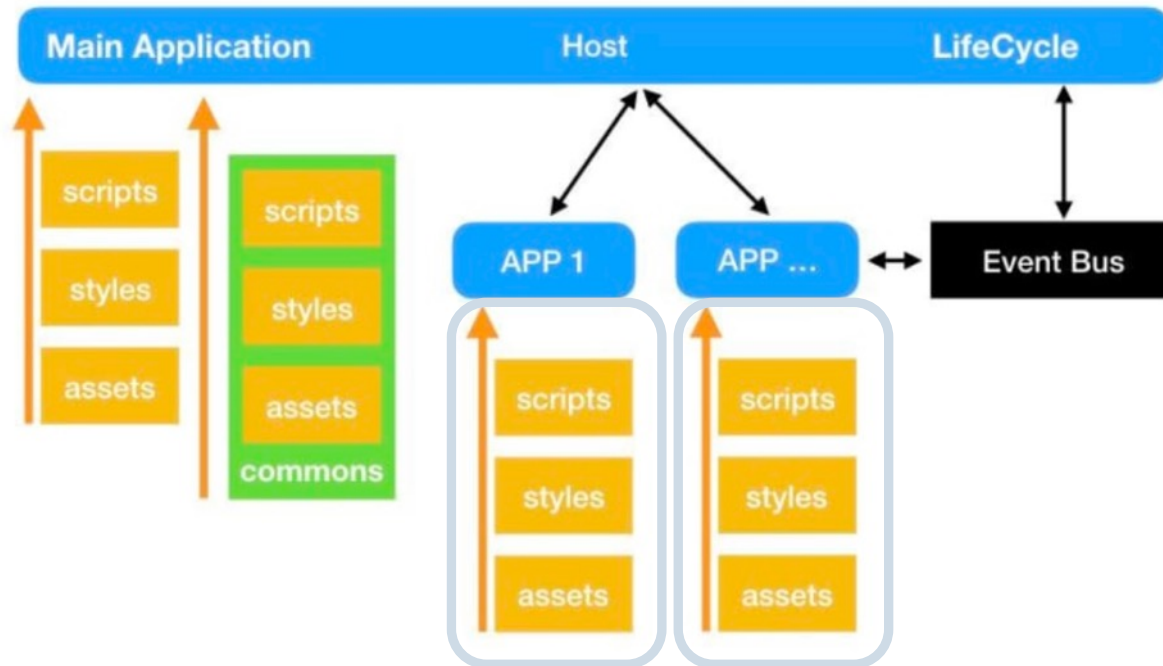 Main Application
Host
LifeCycle
scripts
styles
assets
scripts
styles
assets
commons
APP 1
scripts
styles
assets
APP ...
scripts
styles
assets
Event Bus